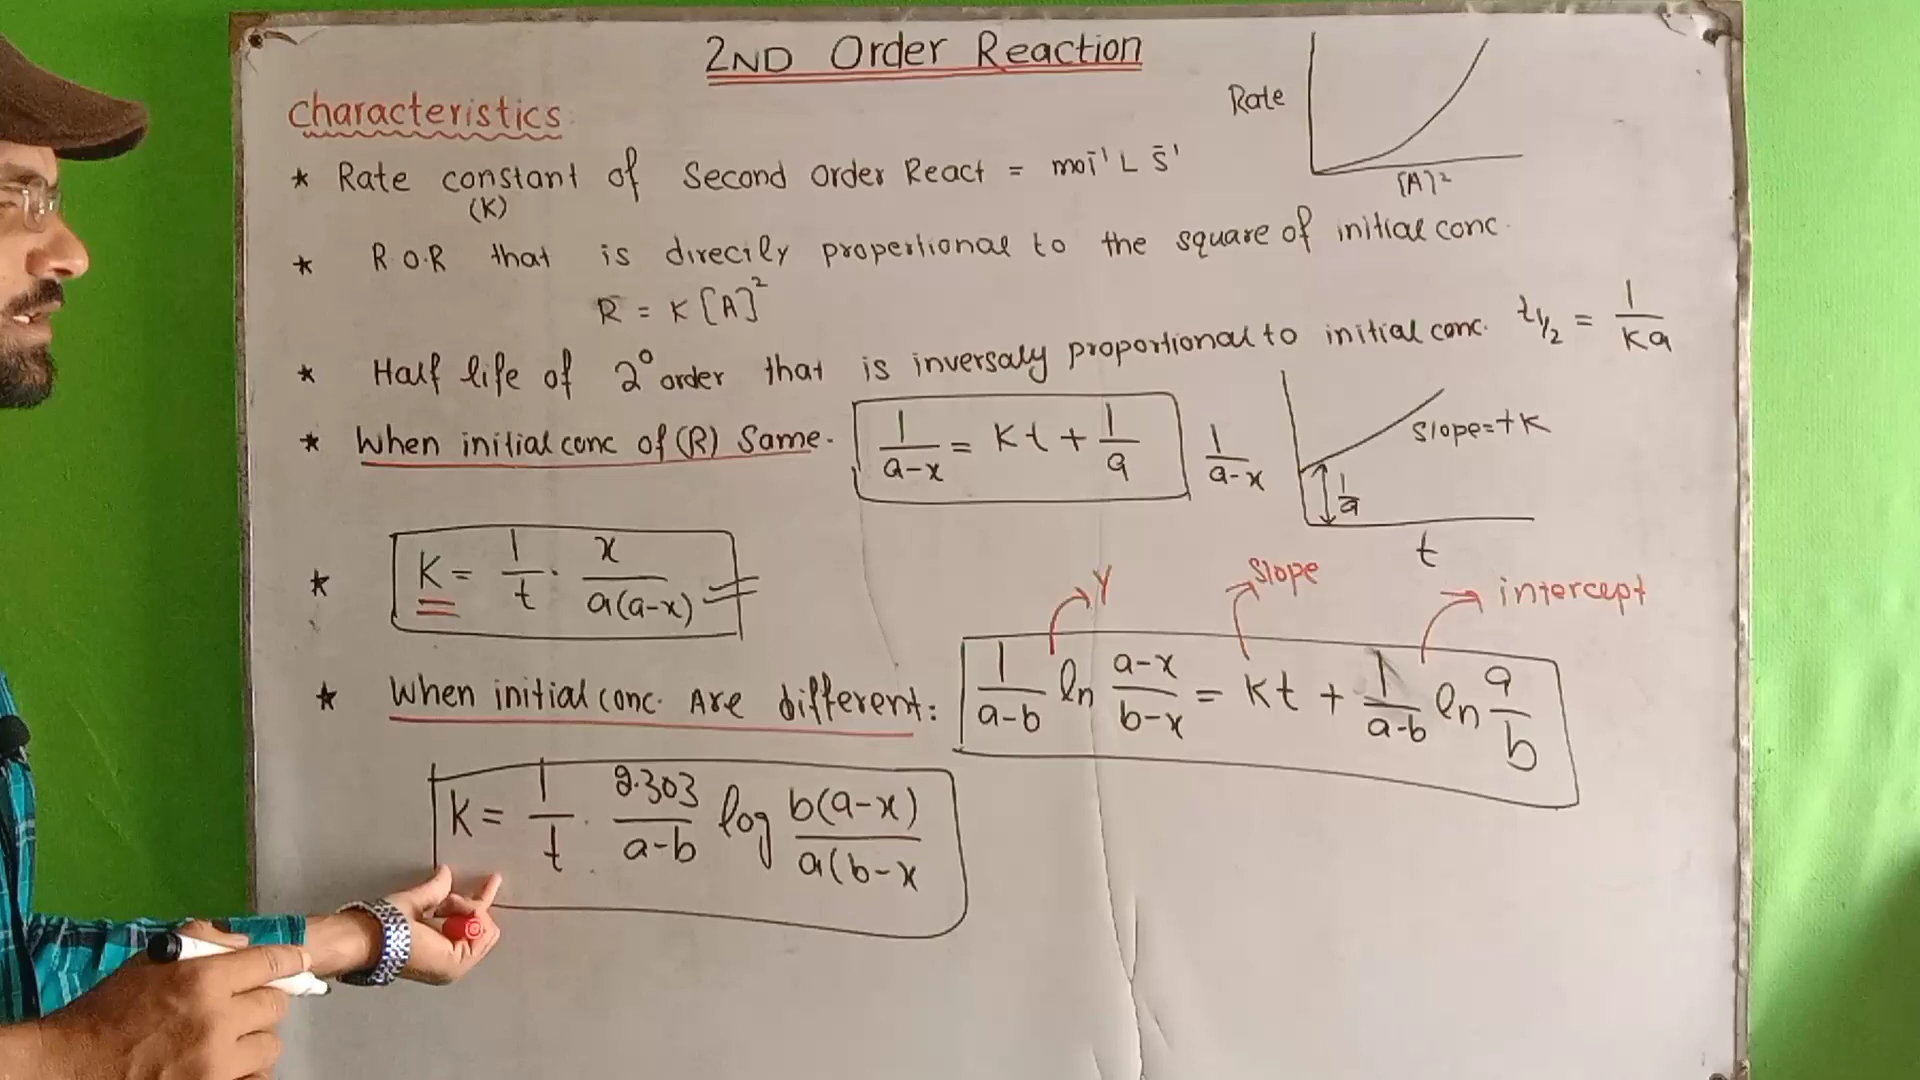 2ND Order Reaction
Characteristics
Rate
[A]²
* Rate constant of Second Order React = mol⁻¹ L S⁻¹
(K)
* R.O.R that is direcily propertional to the square of initial conc.
R = K [A]²
* Half life of 2° order that is inversaly proportional to initial conc. t1/2 = 1/Ka
* When initial conc of (R) Same. 1/(a-x) = Kt + 1/a
1/(a-x)
Slope=+K
1/a
t
* K = 1/t · x/a(a-x)
Y
Slope
intercept
* When initial conc. Are different: 1/(a-b) ln (a-x)/(b-x) = Kt + 1/(a-b) ln a/b
K = 1/t · 2.303/(a-b) log b(a-x)/a(b-x